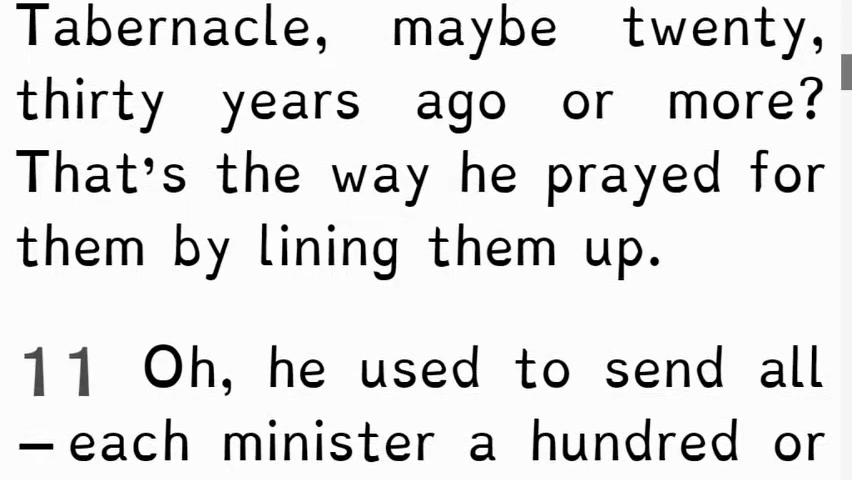 Tabernacle, maybe twenty,
thirty years ago or more?
That’s the way he prayed for
them by lining them up.
11 Oh, he used to send all
—each minister a hundred or